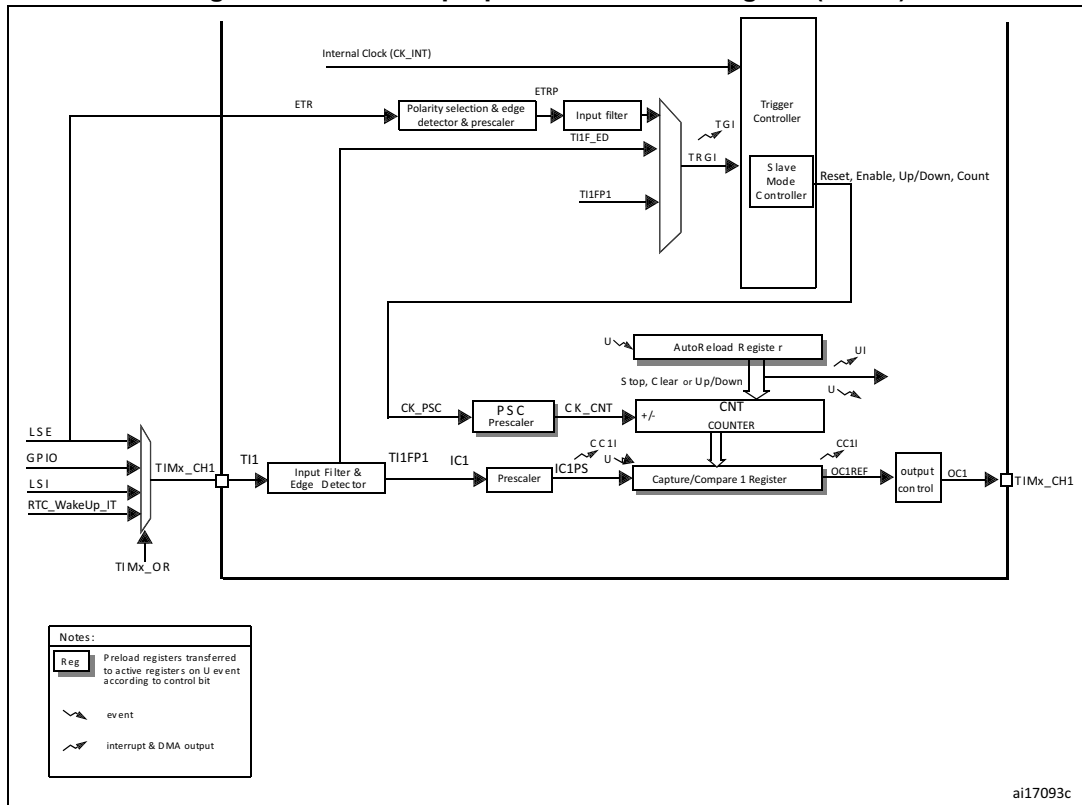 Internal Clock (CK_INT)
ETR
Polarity selection & edge
detector & prescaler
ETRP
Input filter
TI1F_ED
TI1FP1
TGI
TRGI
Trigger
Controller
Slave
Mode
Controller
Reset, Enable, Up/Down, Count
U
AutoReload Register
UI
Stop, Clear or Up/Down
U
CK_PSC
PSC
Prescaler
CK_CNT
+/-
CNT
COUNTER
LSE
GPIO
LSI
RTC_WakeUp_IT
TIMx_OR
TIMx_CH1
TI1
Input Filter &
Edge Detector
TI1FP1
IC1
Prescaler
IC1PS
CC1I
U
Capture/Compare 1 Register
CC1I
OC1REF
output
control
OC1
TIMx_CH1
Notes:
Reg
Preload registers transferred
to active registers on U event
according to control bit
event
interrupt & DMA output
ai17093c